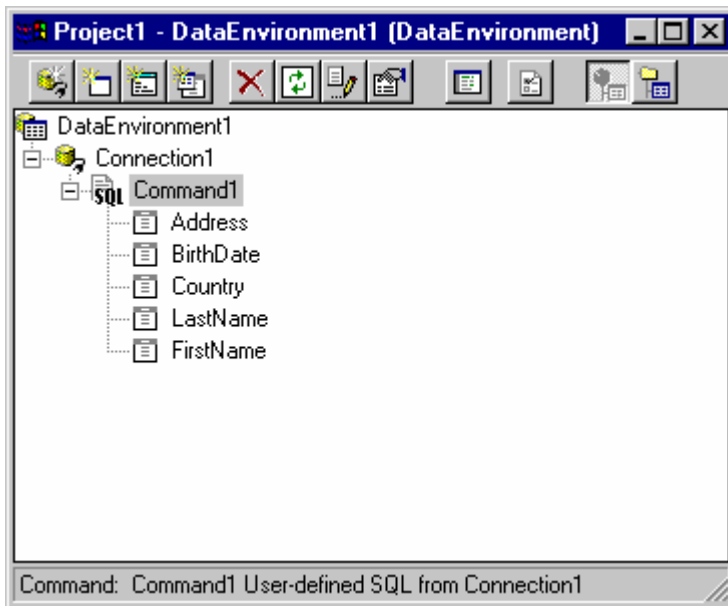 Project1 - DataEnvironment1 (DataEnvironment)
DataEnvironment1
Connection1
SQL Command1
Address
BirthDate
Country
LastName
FirstName
Command: Command1 User-defined SQL from Connection1